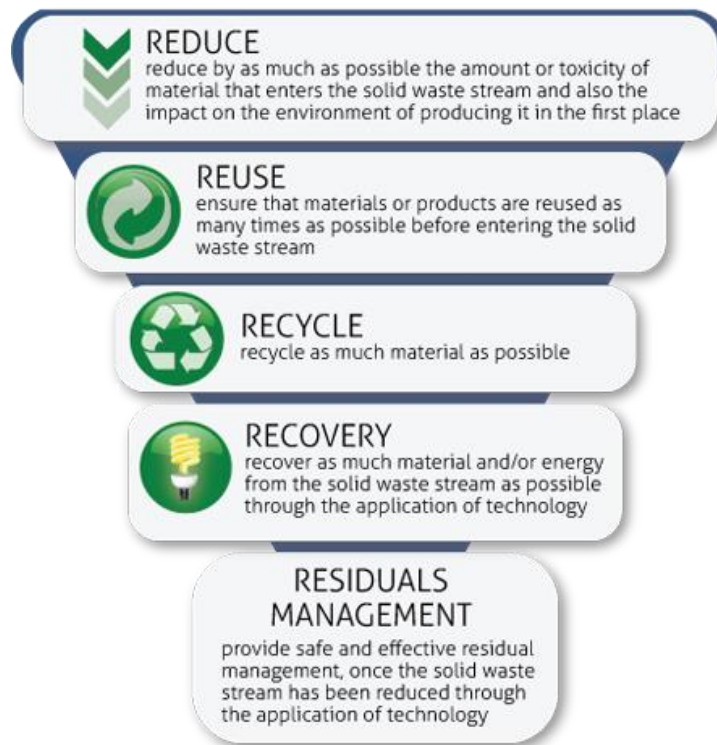 REDUCE
reduce by as much as possible the amount or toxicity of
material that enters the solid waste stream and also the
impact on the environment of producing it in the first place
REUSE
ensure that materials or products are reused as
many times as possible before entering the solid
waste stream
RECYCLE
recycle as much material as possible
RECOVERY
recover as much material and/or energy
from the solid waste stream as possible
through the application of technology
RESIDUALS
MANAGEMENT
provide safe and effective residual
management, once the solid waste
stream has been reduced through
the application of technology